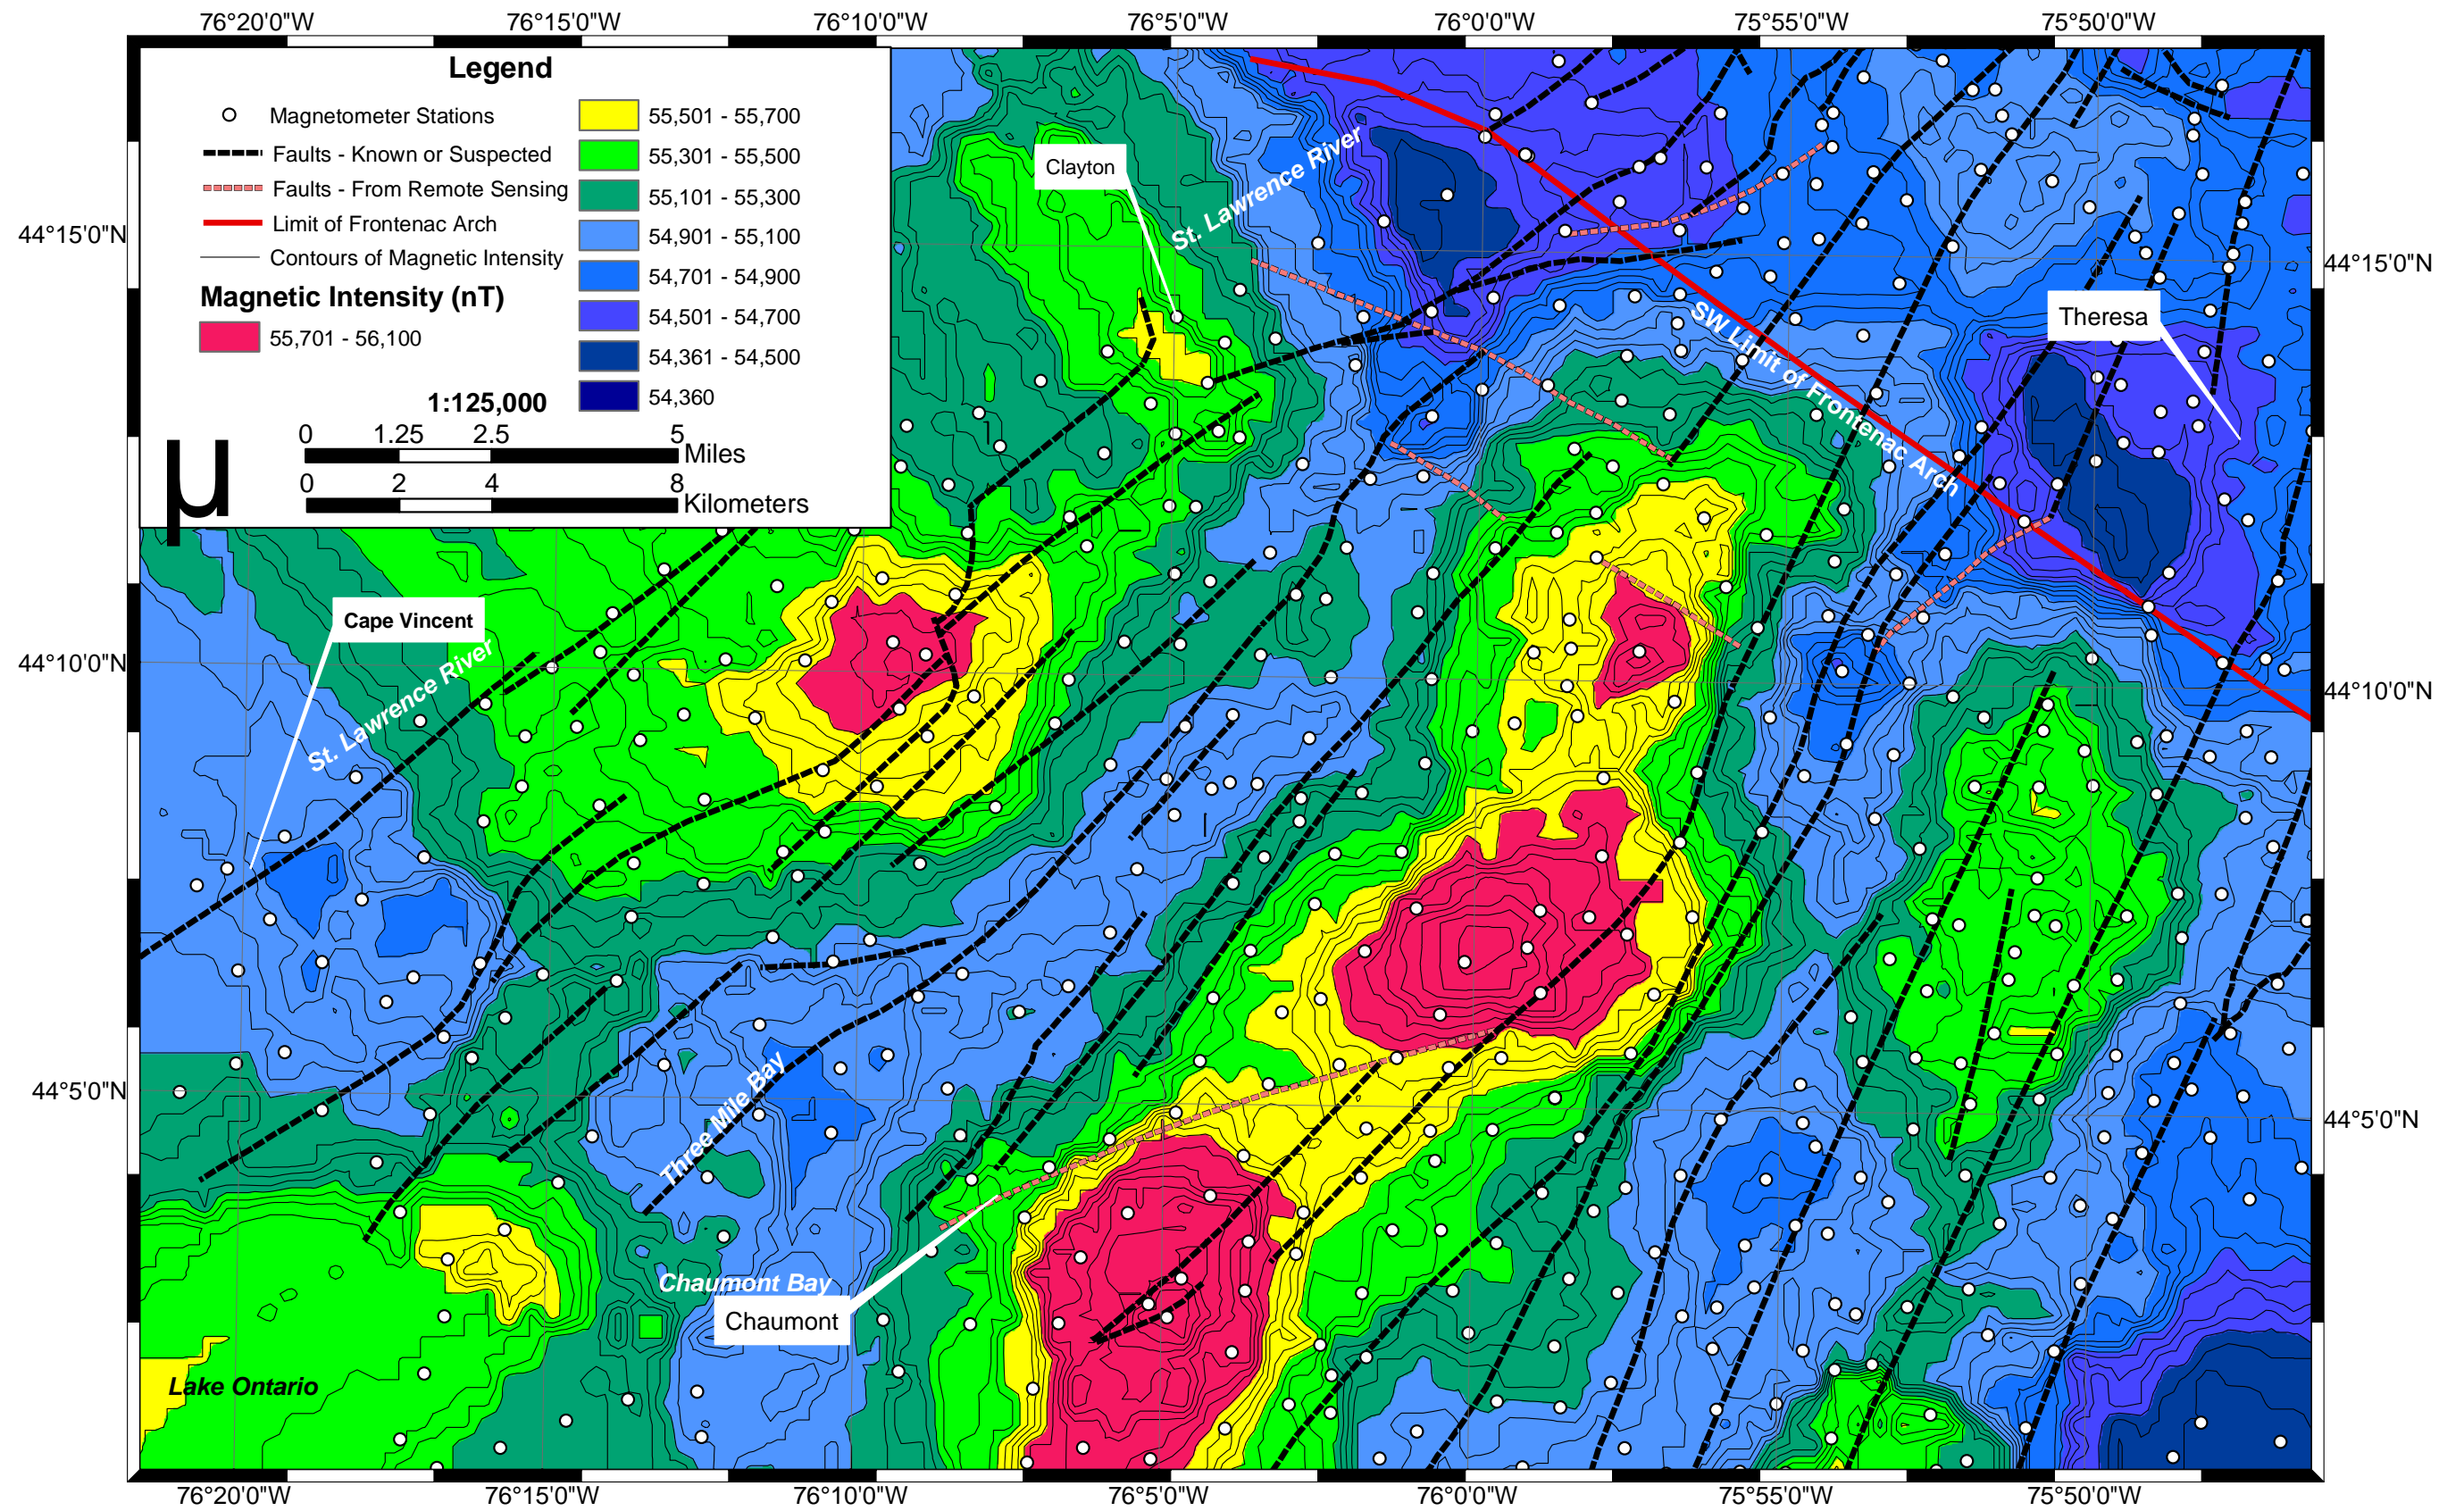 76°20'0"W 76°15'0"W 76°10'0"W 76°5'0"W 76°0'0"W 75°55'0"W 75°50'0"W
Legend
Magnetometer Stations
Faults - Known or Suspected
Faults - From Remote Sensing
Limit of Frontenac Arch
Contours of Magnetic Intensity
Magnetic Intensity (nT)
55,701 - 56,100
55,501 - 55,700
55,301 - 55,500
55,101 - 55,300
54,901 - 55,100
54,701 - 54,900
54,501 - 54,700
54,361 - 54,500
54,360
1:125,000
0 1.25 2.5 5
Miles
0 2 4 8
Kilometers
µ
Clayton
St. Lawrence River
44°15'0"N
44°15'0"N
Theresa
SW Limit of Frontenac Arch
Cape Vincent
St. Lawrence River
44°10'0"N
44°10'0"N
44°5'0"N
44°5'0"N
Three Mile Bay
Chaumont Bay
Chaumont
Lake Ontario
76°20'0"W 76°15'0"W 76°10'0"W 76°5'0"W 76°0'0"W 75°55'0"W 75°50'0"W